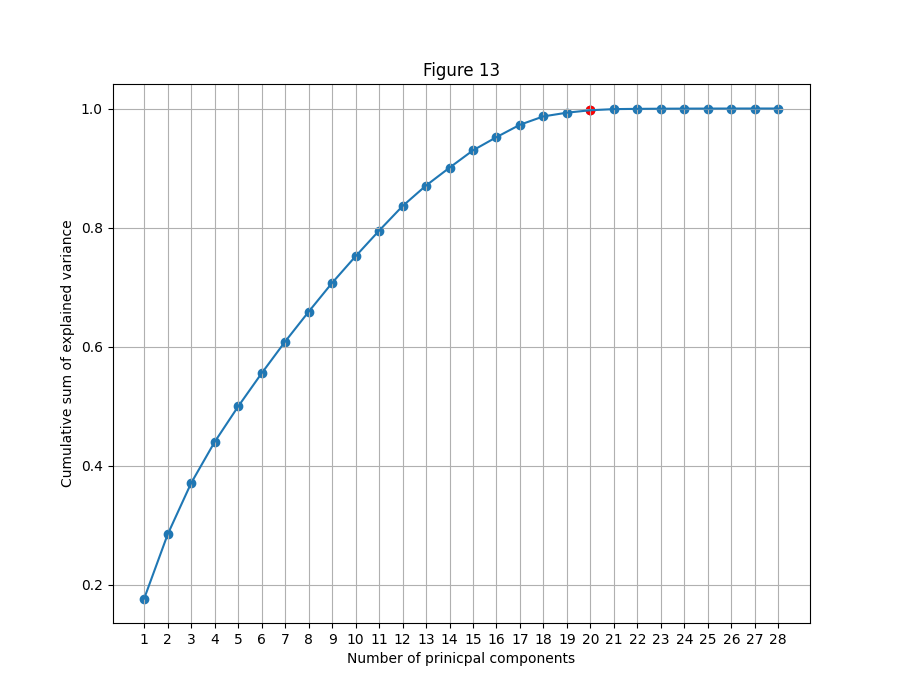 Figure 13
Cumulative sum of explained variance
1.0
0.8
0.6
0.4
0.2
1 2 3 4 5 6 7 8 9 10 11 12 13 14 15 16 17 18 19 20 21 22 23 24 25 26 27 28
Number of prinicpal components